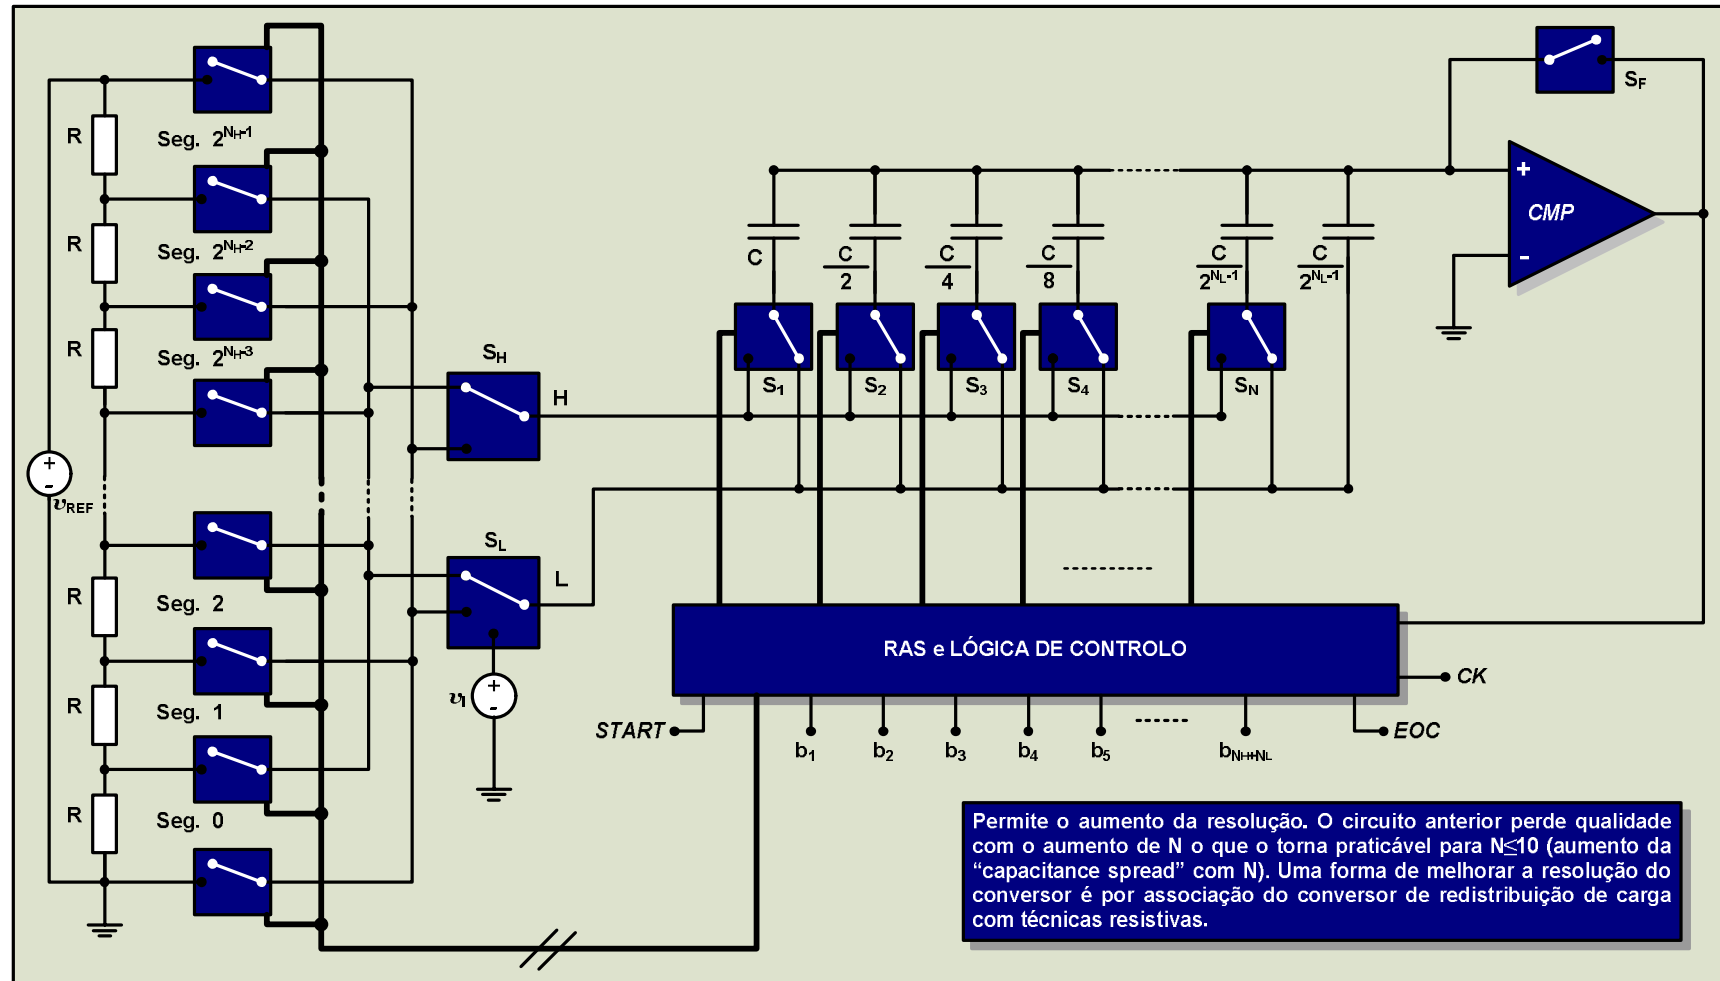 R
Seg. 2^NH-1
R
Seg. 2^NH-2
R
Seg. 2^NH-3
+
-
vREF
R
Seg. 2
R
Seg. 1
R
Seg. 0
SH
H
SL
L
+
-
vI
C
C/2
C/4
C/8
C/2^NL-1
C/2^NL-1
S1
S2
S3
S4
SN
SF
+
-
CMP
RAS e LÓGICA DE CONTROLO
CK
START
b1
b2
b3
b4
b5
bNH+NL
EOC
Permite o aumento da resolução. O circuito anterior perde qualidade
com o aumento de N o que o torna praticável para N≤10 (aumento da
“capacitance spread” com N). Uma forma de melhorar a resolução do
conversor é por associação do conversor de redistribuição de carga
com técnicas resistivas.